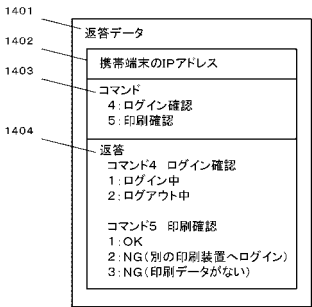 1401
返答データ
1402
携帯端末のIPアドレス
1403
コマンド
4:ログイン確認
5:印刷確認
1404
返答
コマンド4 ログイン確認
1:ログイン中
2:ログアウト中
コマンド5 印刷確認
1:OK
2:NG(別の印刷装置へログイン)
3:NG(印刷データがない)